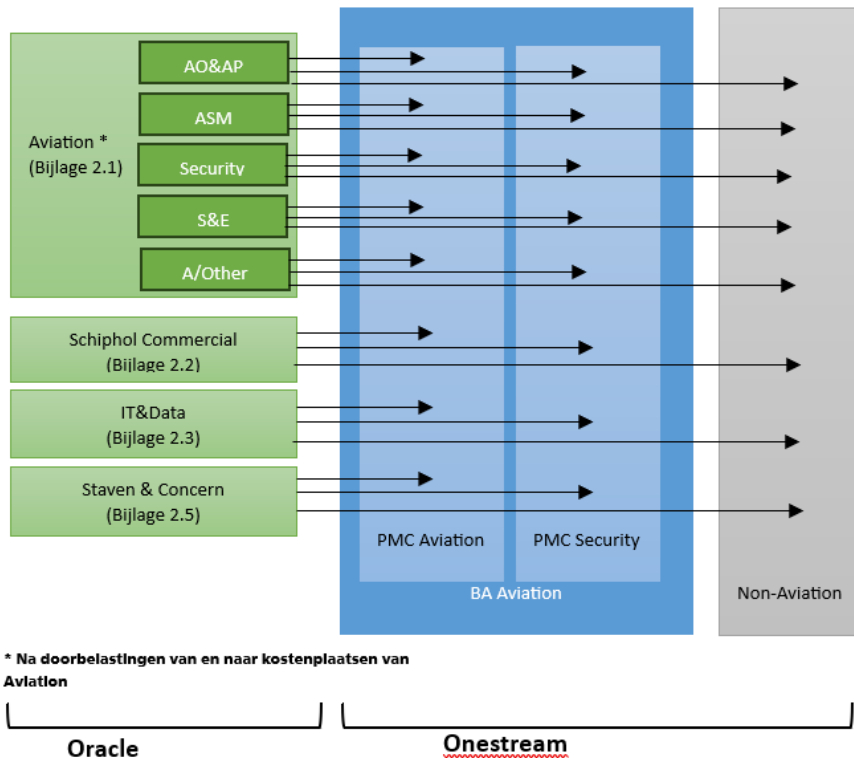 AO&AP
ASM
Aviation *
(Bijlage 2.1)
Security
S&E
A/Other
Schiphol Commercial
(Bijlage 2.2)
IT&Data
(Bijlage 2.3)
Staven & Concern
(Bijlage 2.5)
PMC Aviation
PMC Security
BA Aviation
Non-Aviation
* Na doorbelastingen van en naar kostenplaatsen van
Aviation
Oracle
Onestream